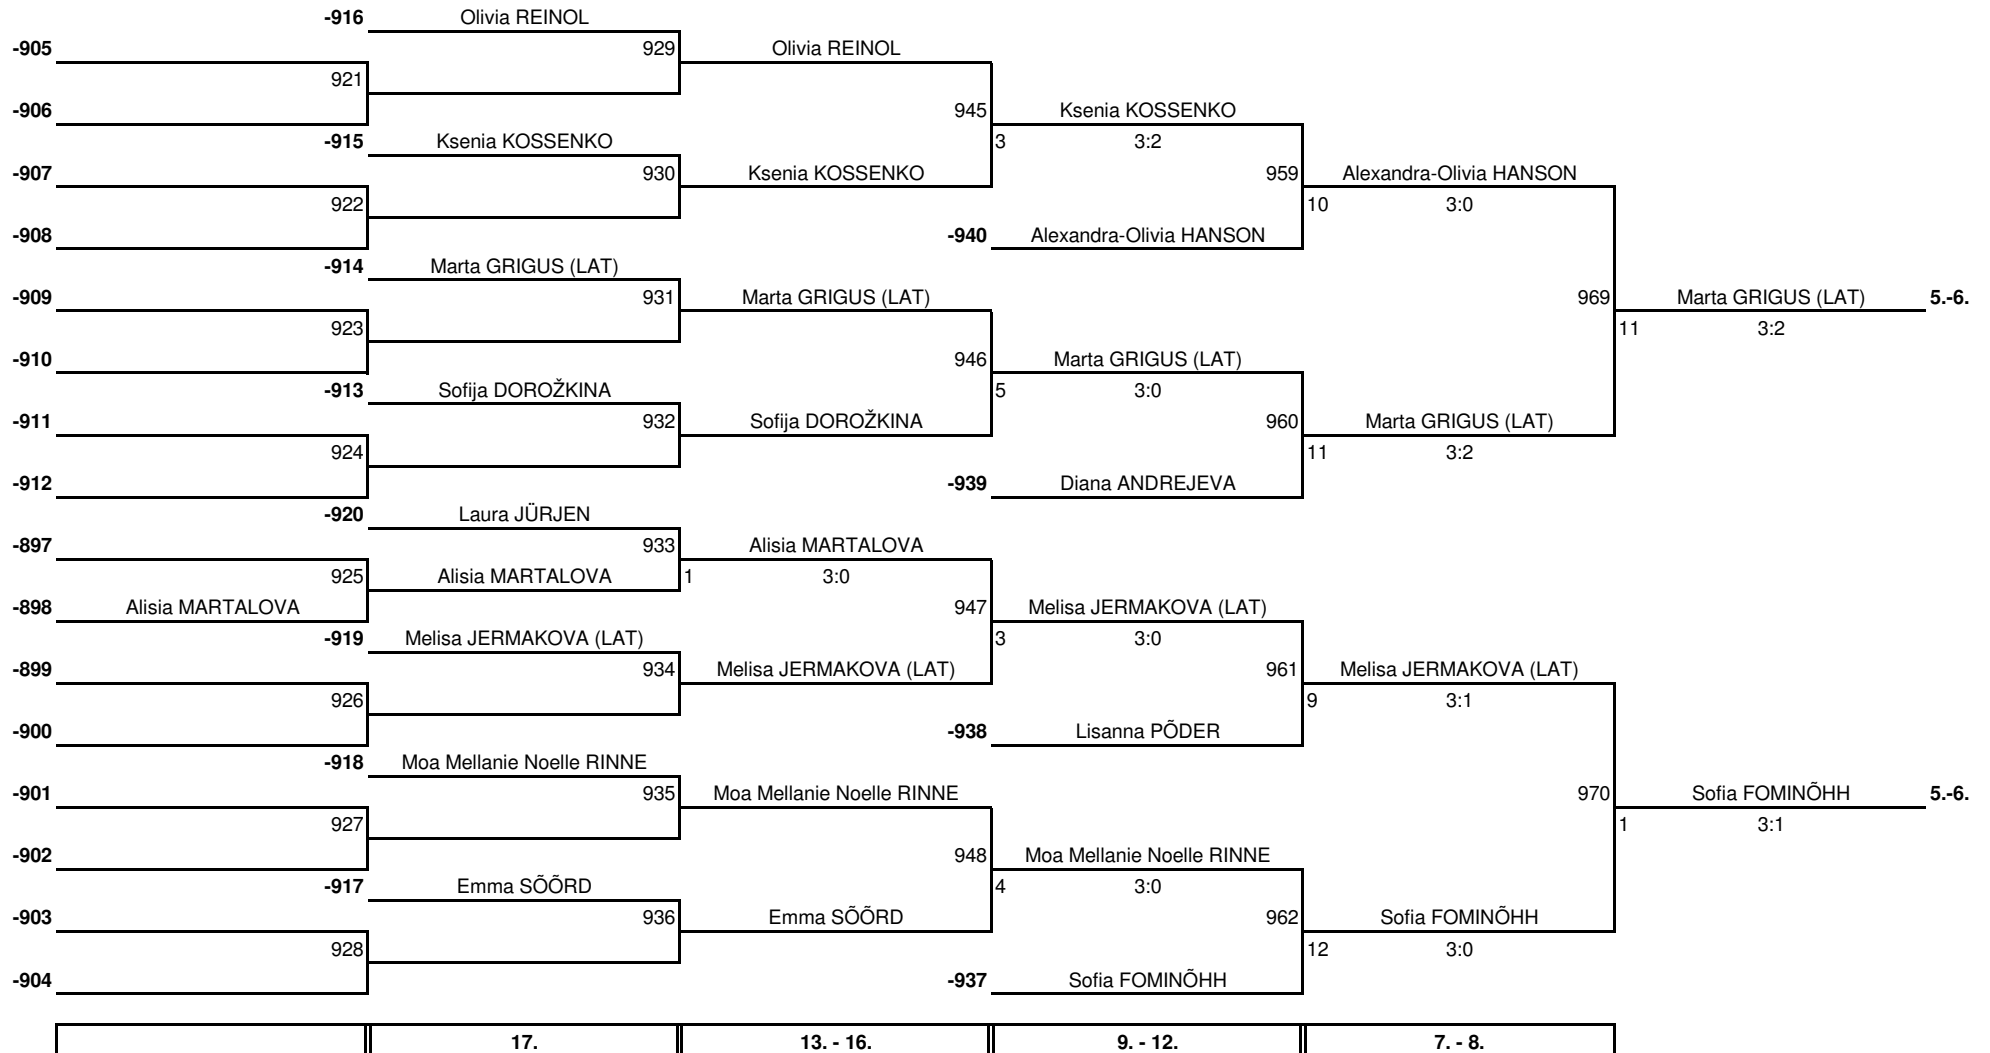 -916 Olivia REINOL
-905 929 Olivia REINOL
921
-906 945 Ksenia KOSSENKO
-915 Ksenia KOSSENKO 3 3:2
-907 930 Ksenia KOSSENKO 959 Alexandra-Olivia HANSON
922 10 3:0
-908 -940 Alexandra-Olivia HANSON
-914 Marta GRIGUS (LAT)
-909 931 Marta GRIGUS (LAT) 969 Marta GRIGUS (LAT) 5.-6.
923 11 3:2
-910 946 Marta GRIGUS (LAT)
-913 Sofija DOROŽKINA 5 3:0
-911 932 Sofija DOROŽKINA 960 Marta GRIGUS (LAT)
924 11 3:2
-912 -939 Diana ANDREJEVA
-920 Laura JÜRJEN
-897 933 Alisia MARTALOVA
925 Alisia MARTALOVA 1 3:0
-898 Alisia MARTALOVA 947 Melisa JERMAKOVA (LAT)
-919 Melisa JERMAKOVA (LAT) 3 3:0
-899 934 Melisa JERMAKOVA (LAT) 961 Melisa JERMAKOVA (LAT)
926 9 3:1
-900 -938 Lisanna PÕDER
-918 Moa Mellanie Noelle RINNE
-901 935 Moa Mellanie Noelle RINNE 970 Sofia FOMINÕHH 5.-6.
927 1 3:1
-902 948 Moa Mellanie Noelle RINNE
-917 Emma SÕÕRD 4 3:0
-903 936 Emma SÕÕRD 962 Sofia FOMINÕHH
928 12 3:0
-904 -937 Sofia FOMINÕHH
17. 13. - 16. 9. - 12. 7. - 8.